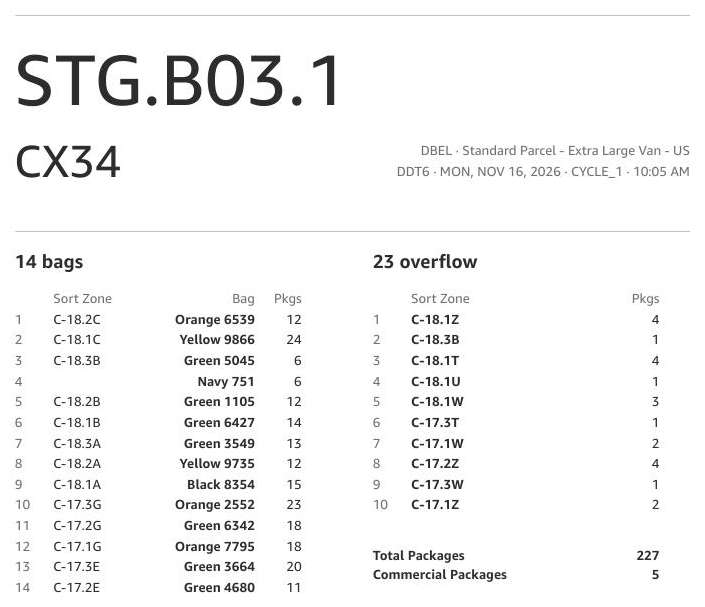 STG.B03.1
CX34
DBEL · Standard Parcel - Extra Large Van - US
DDT6 · MON, NOV 16, 2026 · CYCLE_1 · 10:05 AM
14 bags
Sort Zone Bag Pkgs
1 C-18.2C Orange 6539 12
2 C-18.1C Yellow 9866 24
3 C-18.3B Green 5045 6
4 Navy 751 6
5 C-18.2B Green 1105 12
6 C-18.1B Green 6427 14
7 C-18.3A Green 3549 13
8 C-18.2A Yellow 9735 12
9 C-18.1A Black 8354 15
10 C-17.3G Orange 2552 23
11 C-17.2G Green 6342 18
12 C-17.1G Orange 7795 18
13 C-17.3E Green 3664 20
14 C-17.2E Green 4680 11
23 overflow
Sort Zone Pkgs
1 C-18.1Z 4
2 C-18.3B 1
3 C-18.1T 4
4 C-18.1U 1
5 C-18.1W 3
6 C-17.3T 1
7 C-17.1W 2
8 C-17.2Z 4
9 C-17.3W 1
10 C-17.1Z 2
Total Packages 227
Commercial Packages 5